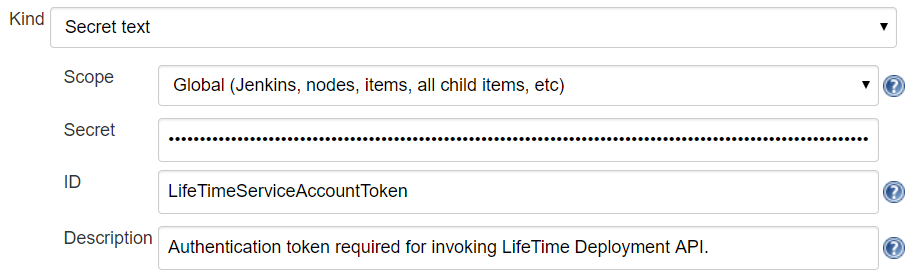 Kind Secret text
Scope Global (Jenkins, nodes, items, all child items, etc)
Secret ••••••••••••••••••••••••••••••••••••••••••••••••••••••••••••••••••••••••••••••••••••••••••••••••••••••••••••••••
ID LifeTimeServiceAccountToken
Description Authentication token required for invoking LifeTime Deployment API.